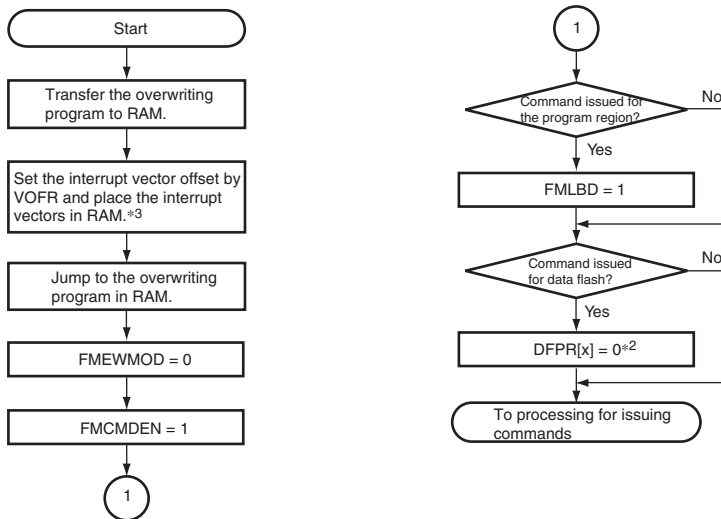 Start
Transfer the overwriting
program to RAM.
Set the interrupt vector offset by
VOFR and place the interrupt
vectors in RAM.*3
Jump to the overwriting
program in RAM.
FMEWMOD = 0
FMCMDEN = 1
1
1
Command issued for
the program region?
No
Yes
FMLBD = 1
Command issued
for data flash?
No
Yes
DFPR[x] = 0*2
To processing for issuing
commands